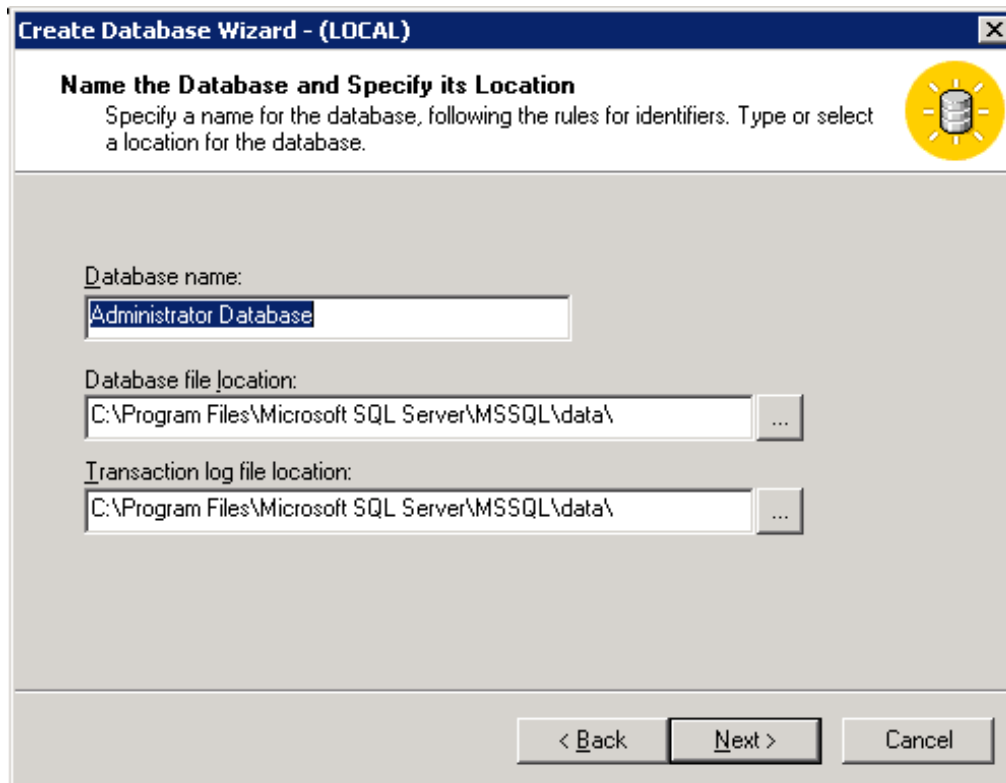 Create Database Wizard - (LOCAL)
Name the Database and Specify its Location
Specify a name for the database, following the rules for identifiers. Type or select
a location for the database.
Database name:
Administrator Database
Database file location:
C:\Program Files\Microsoft SQL Server\MSSQL\data\
...
Transaction log file location:
C:\Program Files\Microsoft SQL Server\MSSQL\data\
...
< Back
Next >
Cancel